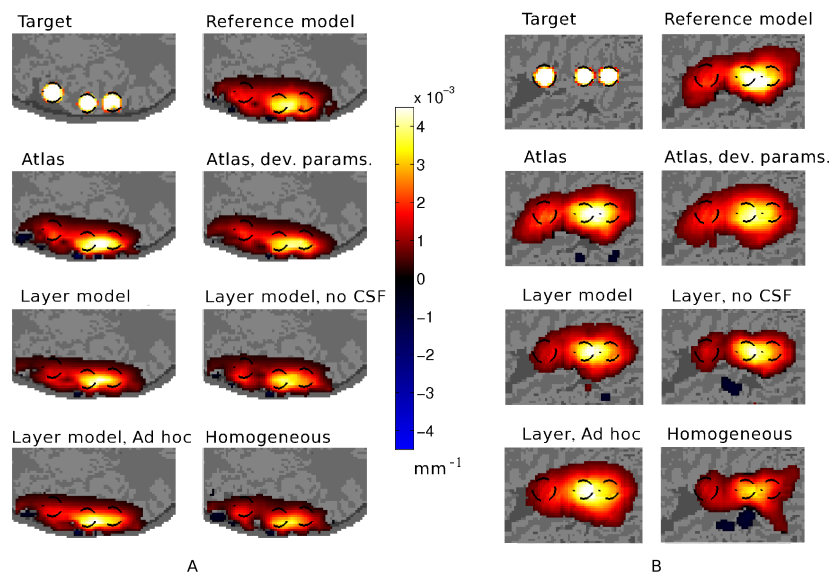 Target
Reference model
Atlas
Atlas, dev. params.
Layer model
Layer model, no CSF
Layer model, Ad hoc
Homogeneous
A
x 10⁻³
4
3
2
1
0
−1
−2
−3
−4
mm⁻¹
Target
Reference model
Atlas
Atlas, dev. params.
Layer model
Layer, no CSF
Layer, Ad hoc
Homogeneous
B